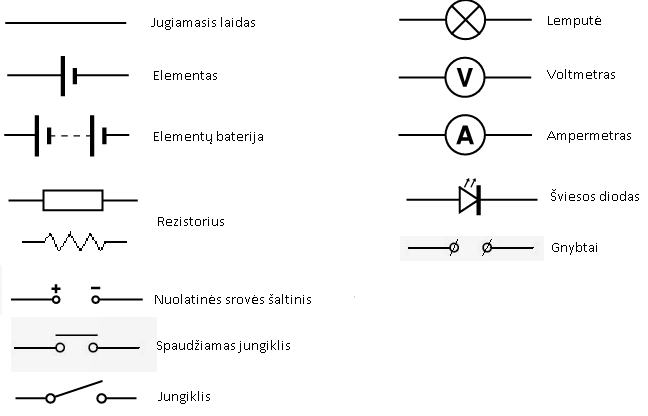 Jugiamasis laidas
Elementas
Elementų baterija
Rezistorius
+ −
Nuolatinės srovės šaltinis
Spaudžiamas jungiklis
Jungiklis
Lemputė
V
Voltmetras
A
Ampermetras
Šviesos diodas
Gnybtai